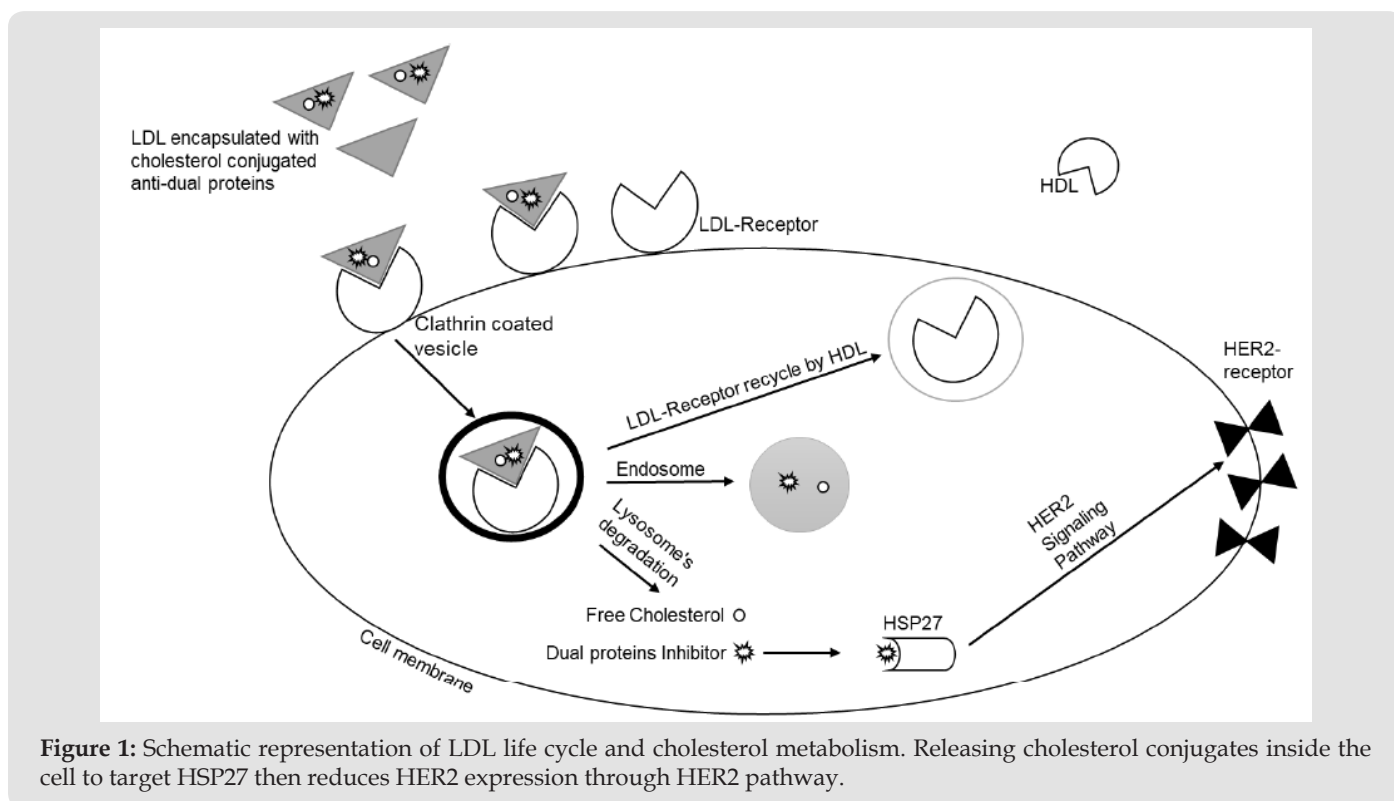 LDL encapsulated with
cholesterol conjugated
anti-dual proteins
HDL
LDL-Receptor
Clathrin coated
vesicle
LDL-Receptor recycle by HDL
HER2-
receptor
Endosome
Lysosome's
degradation
HER2
Signaling
Pathway
Free Cholesterol
HSP27
Dual proteins Inhibitor
Cell membrane
Figure 1: Schematic representation of LDL life cycle and cholesterol metabolism. Releasing cholesterol conjugates inside the
cell to target HSP27 then reduces HER2 expression through HER2 pathway.